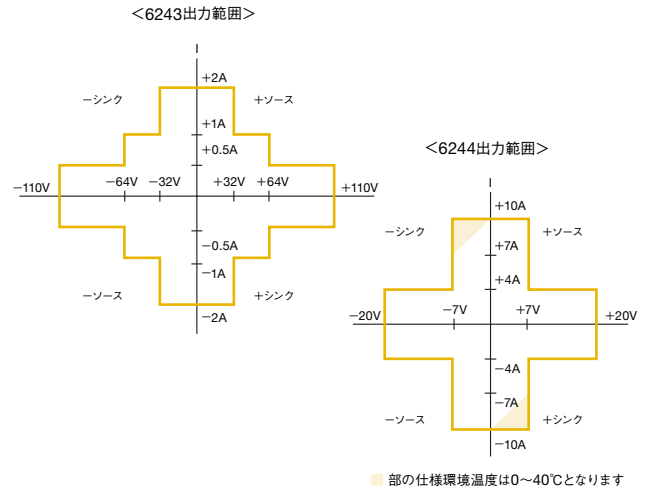 <6243出力範囲>
I
+2A
−シンク
+ソース
+1A
+0.5A
−110V
−64V
−32V
+32V
+64V
+110V
−0.5A
−1A
−ソース
+シンク
−2A
<6244出力範囲>
I
+10A
−シンク
+ソース
+7A
+4A
−20V
−7V
+7V
+20V
−4A
−7A
−ソース
+シンク
−10A
部の仕様環境温度は0〜40℃となります